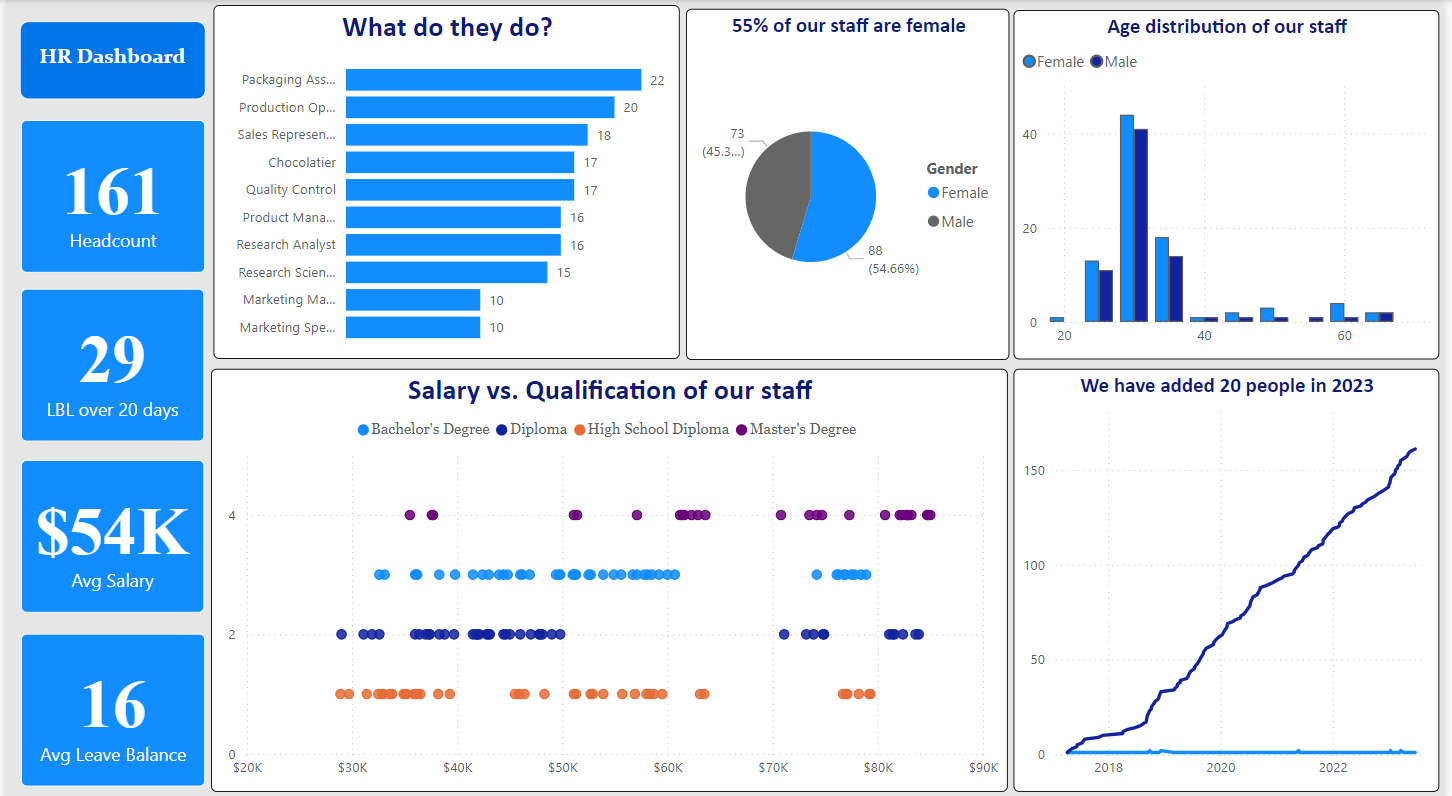 HR Dashboard
161
Headcount
29
LBL over 20 days
$54K
Avg Salary
16
Avg Leave Balance
What do they do?
Packaging Ass... 22
Production Op... 20
Sales Represen... 18
Chocolatier 17
Quality Control 17
Product Mana... 16
Research Analyst 16
Research Scien... 15
Marketing Ma... 10
Marketing Spe... 10
55% of our staff are female
73
(45.3...)
88
(54.66%)
Gender
Female
Male
Age distribution of our staff
Female Male
40
20
0
20 40 60
Salary vs. Qualification of our staff
Bachelor's Degree Diploma High School Diploma Master's Degree
4
2
0
$20K $30K $40K $50K $60K $70K $80K $90K
We have added 20 people in 2023
150
100
50
0
2018 2020 2022